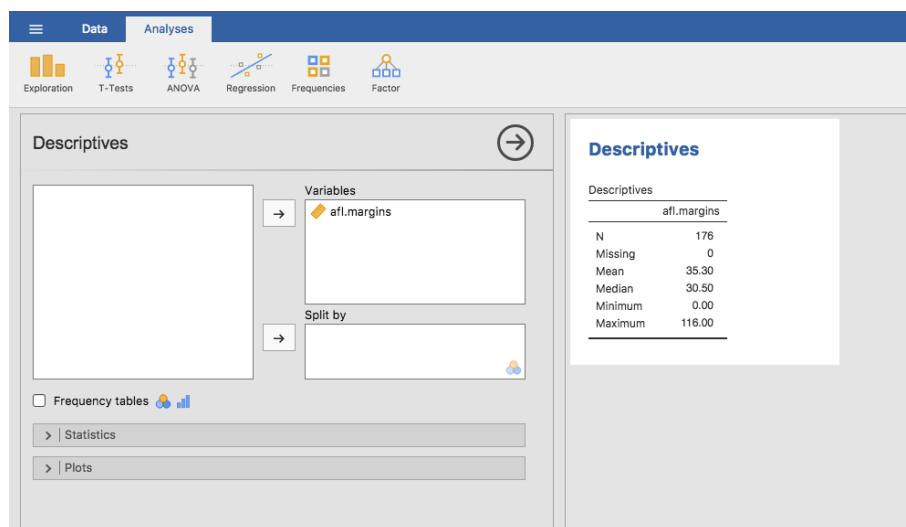 Data Analyses
Exploration T-Tests ANOVA Regression Frequencies Factor
Descriptives
Variables
afl.margins
Split by
Frequency tables
Statistics
Plots
Descriptives
Descriptives
afl.margins
N 176
Missing 0
Mean 35.30
Median 30.50
Minimum 0.00
Maximum 116.00